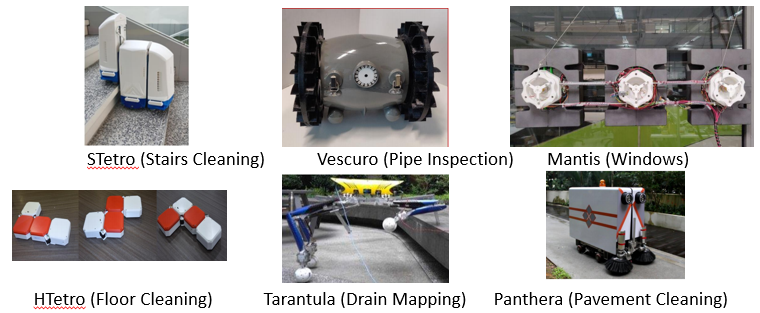 STetro (Stairs Cleaning)
Vescuro (Pipe Inspection)
Mantis (Windows)
HTetro (Floor Cleaning)
Tarantula (Drain Mapping)
Panthera (Pavement Cleaning)